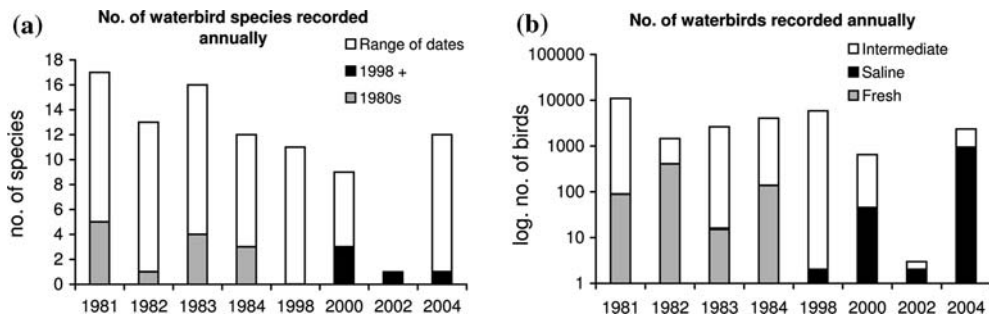 (a)
No. of waterbird species recorded
annually
Range of dates
1998 +
1980s
no. of species
18
16
14
12
10
8
6
4
2
0
1981 1982 1983 1984 1998 2000 2002 2004
(b)
No. of waterbirds recorded annually
Intermediate
Saline
Fresh
log. no. of birds
100000
10000
1000
100
10
1
1981 1982 1983 1984 1998 2000 2002 2004